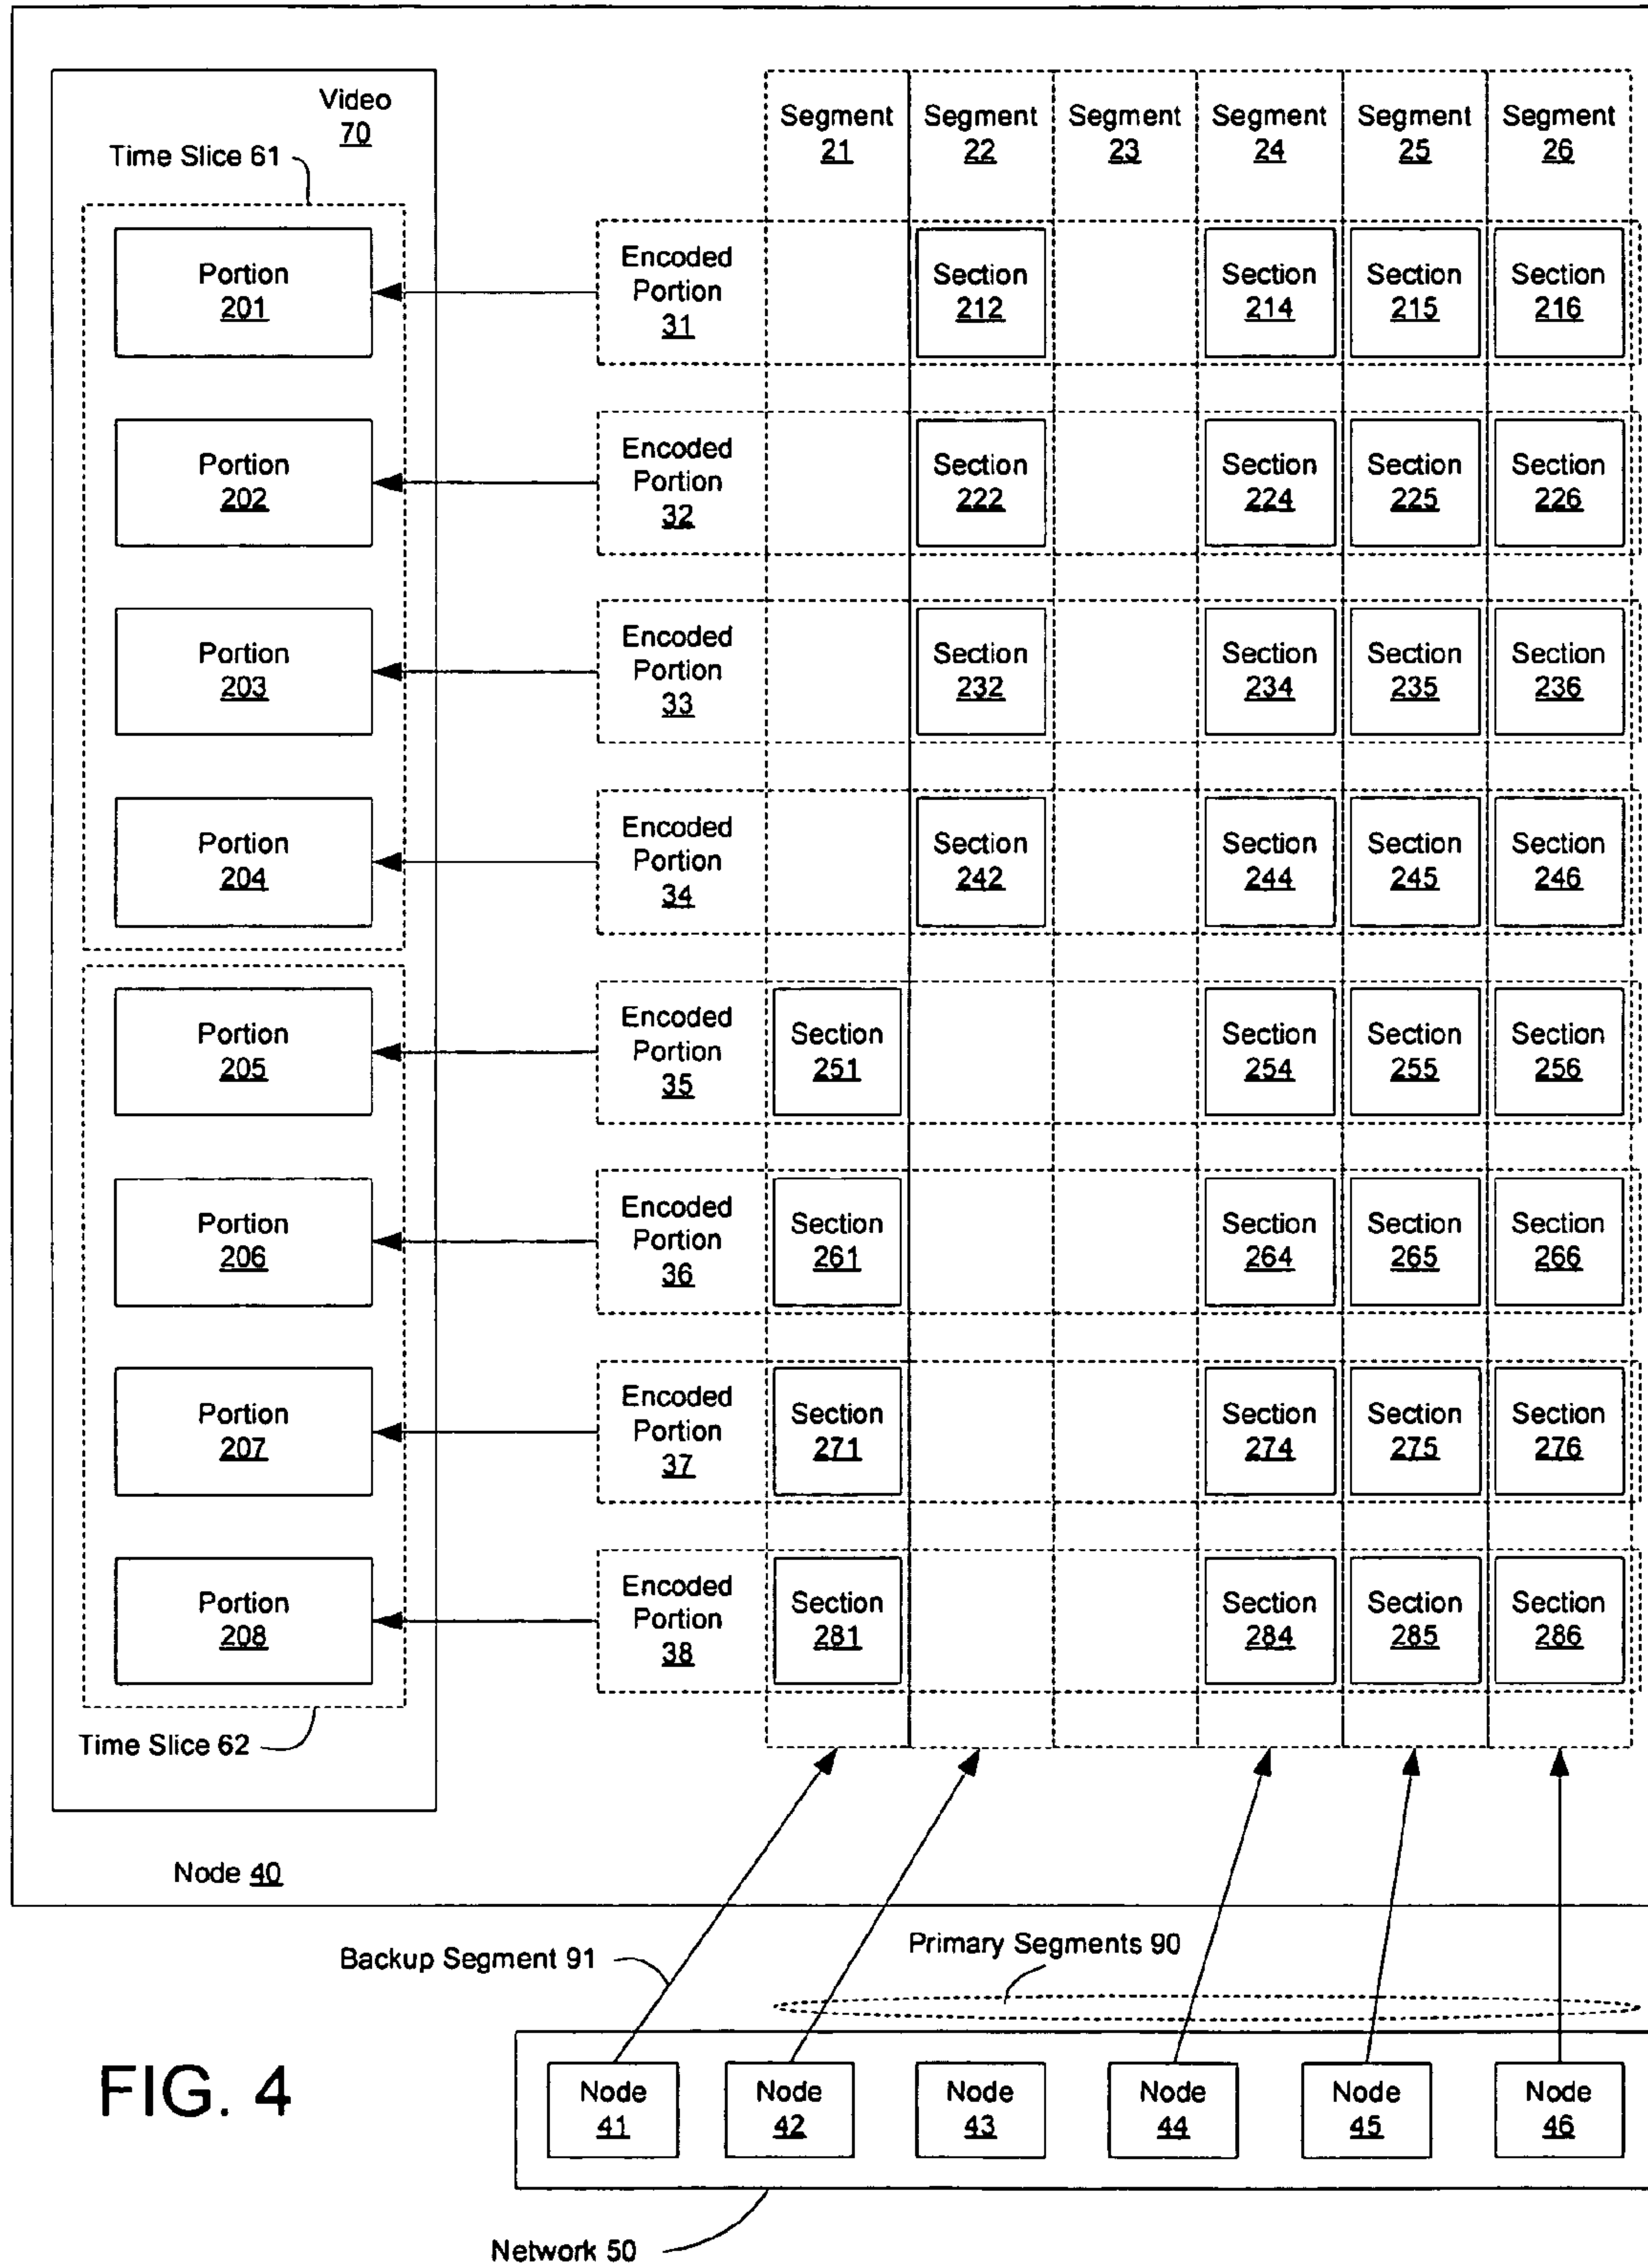 Video
70
Time Slice 61
Segment
21
Segment
22
Segment
23
Segment
24
Segment
25
Segment
26
Portion
201
Encoded
Portion
31
Section
212
Section
214
Section
215
Section
216
Portion
202
Encoded
Portion
32
Section
222
Section
224
Section
225
Section
226
Portion
203
Encoded
Portion
33
Section
232
Section
234
Section
235
Section
236
Portion
204
Encoded
Portion
34
Section
242
Section
244
Section
245
Section
246
Portion
205
Encoded
Portion
35
Section
251
Section
254
Section
255
Section
256
Portion
206
Encoded
Portion
36
Section
261
Section
264
Section
265
Section
266
Portion
207
Encoded
Portion
37
Section
271
Section
274
Section
275
Section
276
Portion
208
Encoded
Portion
38
Section
281
Section
284
Section
285
Section
286
Time Slice 62
Node 40
Backup Segment 91
Primary Segments 90
FIG. 4
Node
41
Node
42
Node
43
Node
44
Node
45
Node
46
Network 50